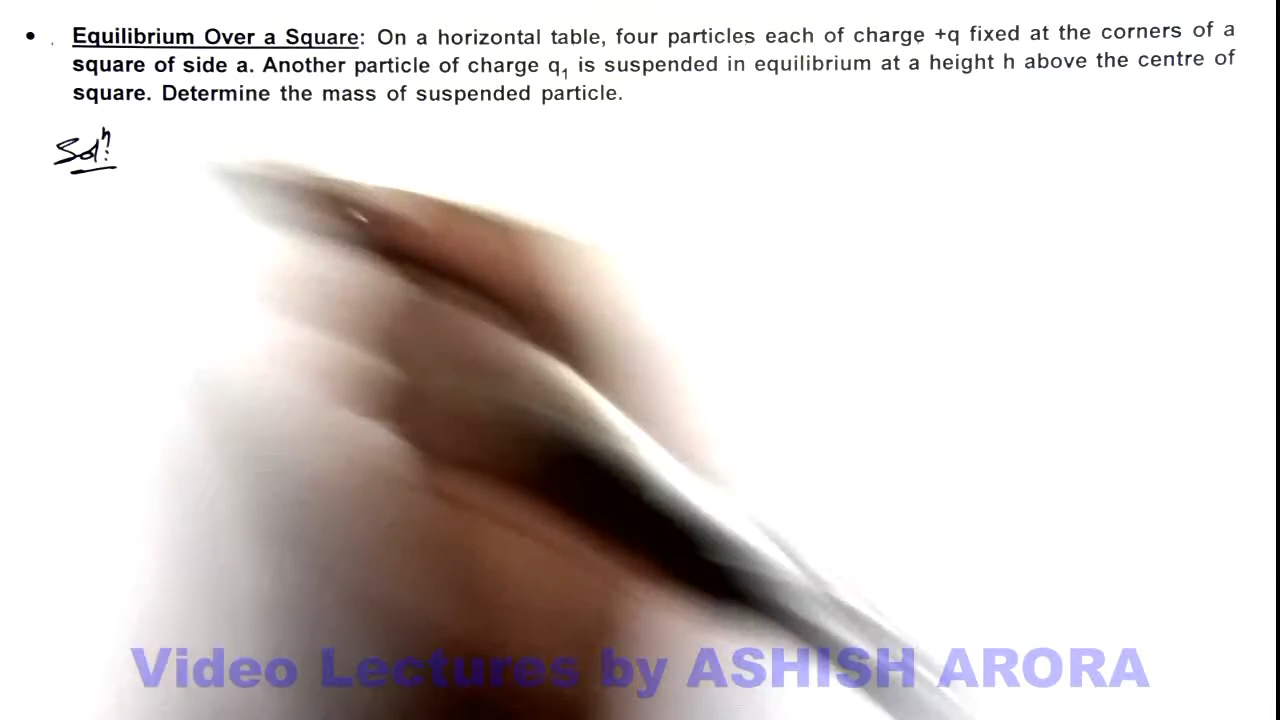 • Equilibrium Over a Square: On a horizontal table, four particles each of charge +q fixed at the corners of a
square of side a. Another particle of charge q₁ is suspended in equilibrium at a height h above the centre of
square. Determine the mass of suspended particle.
Solⁿ:
Video Lectures by ASHISH ARORA